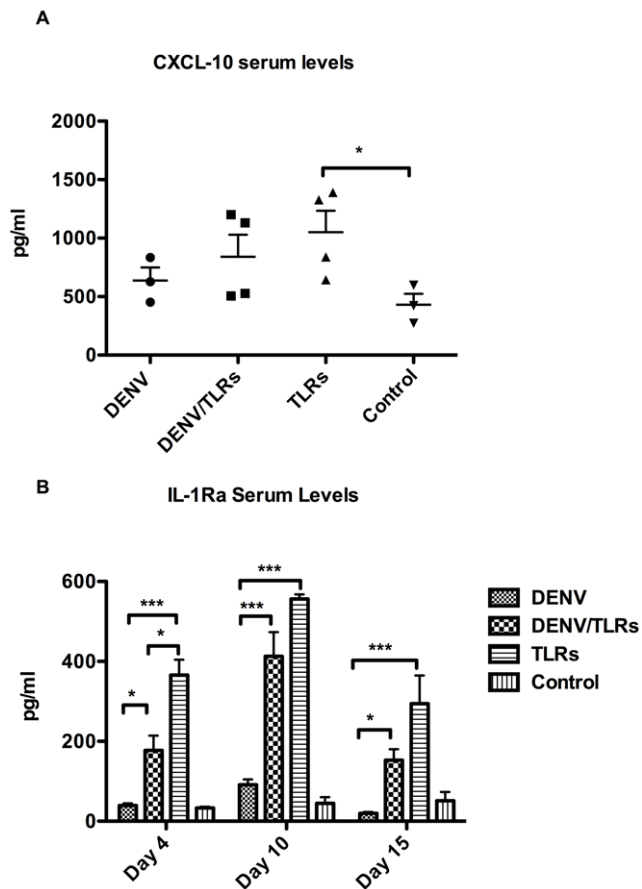 A
CXCL-10 serum levels
2000
1500
1000
500
0
pg/ml
*
DENV
DENV/TLRs
TLRs
Control
B
IL-1Ra Serum Levels
600
400
200
0
pg/ml
***
*
*
***
***
***
*
Day 4
Day 10
Day 15
DENV
DENV/TLRs
TLRs
Control